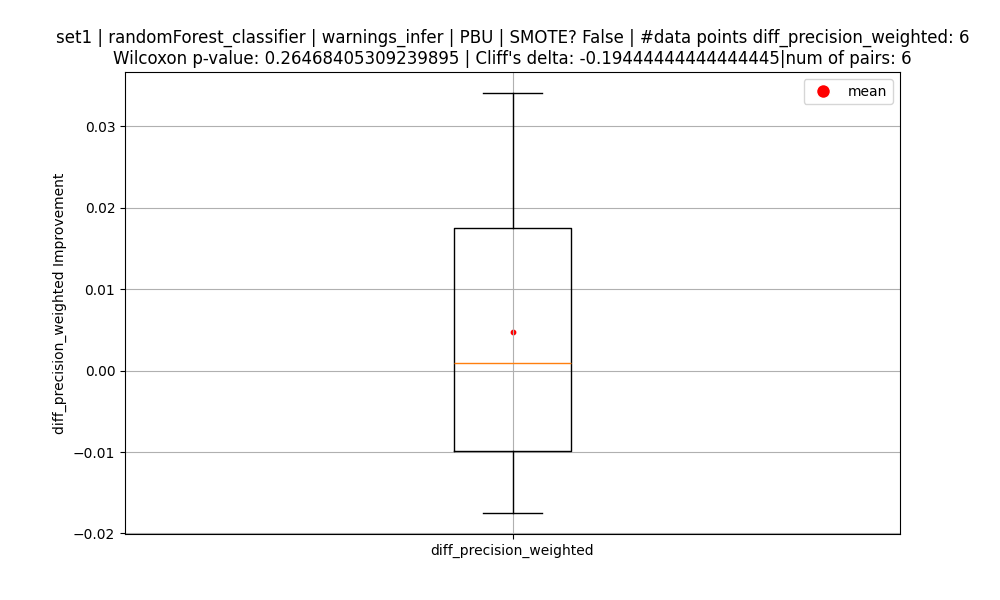 set1 | randomForest_classifier | warnings_infer | PBU | SMOTE? False | #data points diff_precision_weighted: 6
Wilcoxon p-value: 0.26468405309239895 | Cliff's delta: -0.19444444444444445|num of pairs: 6
mean
0.03
0.02
0.01
0.00
−0.01
−0.02
diff_precision_weighted Improvement
diff_precision_weighted